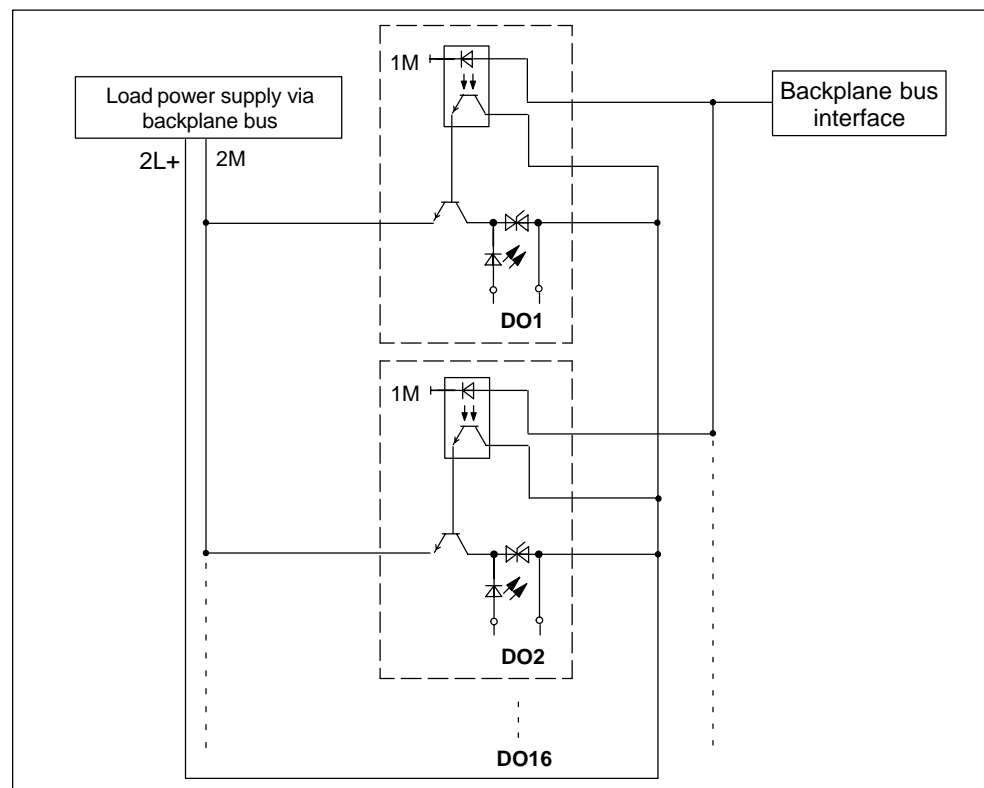 1M
Load power supply via
backplane bus
Backplane bus
interface
2L+
2M
DO1
1M
DO2
DO16